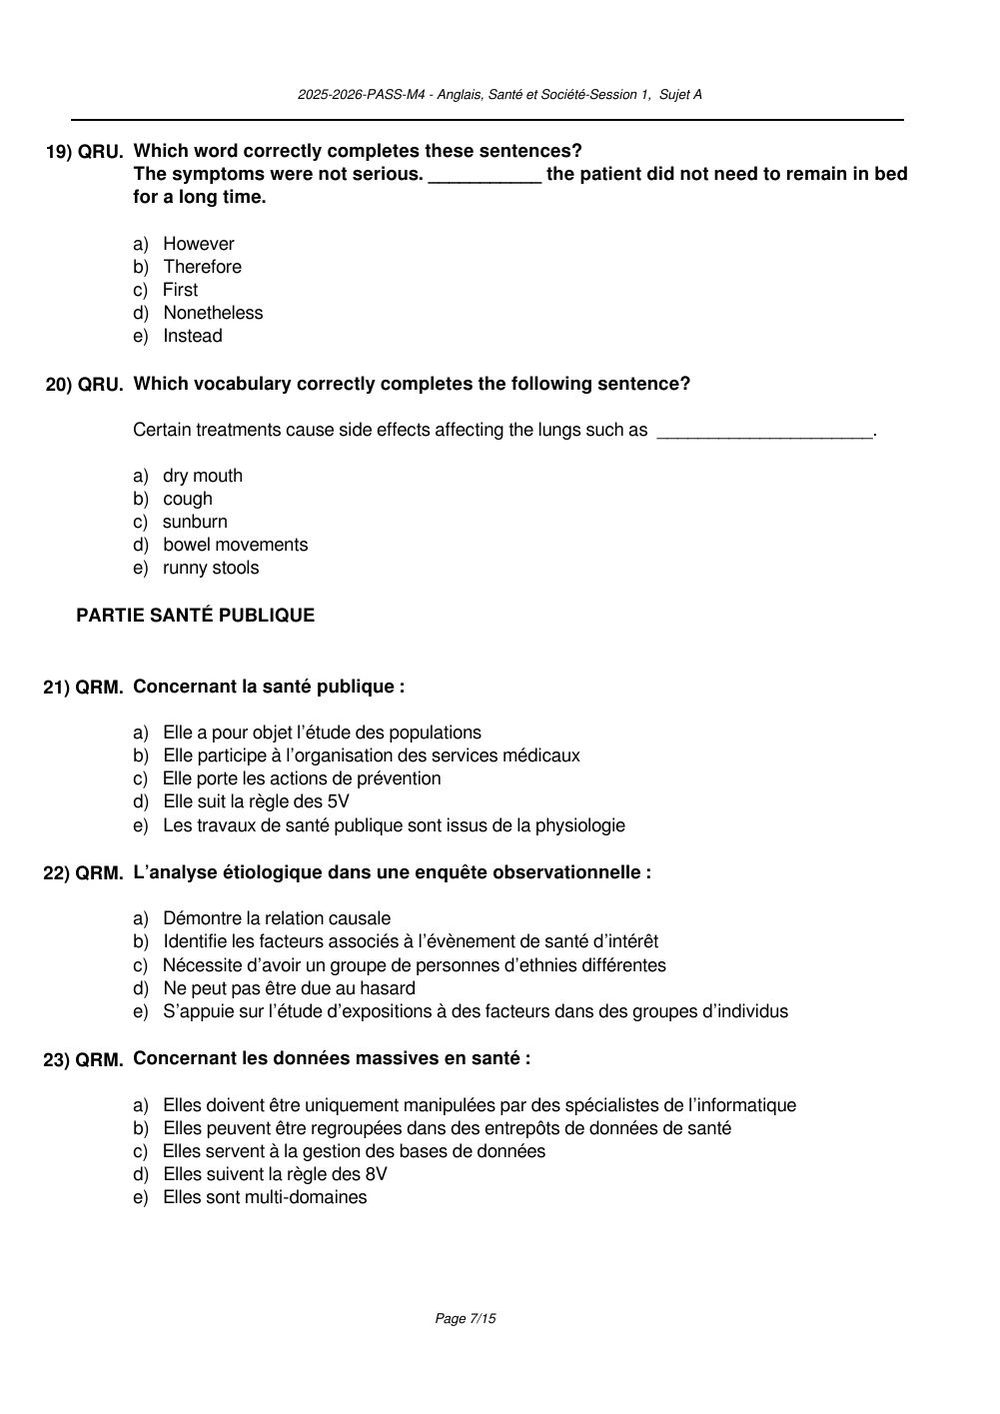 2025-2026-PASS-M4 - Anglais, Santé et Société-Session 1, Sujet A
19) QRU. Which word correctly completes these sentences?
The symptoms were not serious. ___________ the patient did not need to remain in bed
for a long time.
a) However
b) Therefore
c) First
d) Nonetheless
e) Instead
20) QRU. Which vocabulary correctly completes the following sentence?
Certain treatments cause side effects affecting the lungs such as _____________________.
a) dry mouth
b) cough
c) sunburn
d) bowel movements
e) runny stools
PARTIE SANTÉ PUBLIQUE
21) QRM. Concernant la santé publique :
a) Elle a pour objet l'étude des populations
b) Elle participe à l'organisation des services médicaux
c) Elle porte les actions de prévention
d) Elle suit la règle des 5V
e) Les travaux de santé publique sont issus de la physiologie
22) QRM. L'analyse étiologique dans une enquête observationnelle :
a) Démontre la relation causale
b) Identifie les facteurs associés à l'évènement de santé d'intérêt
c) Nécessite d'avoir un groupe de personnes d'ethnies différentes
d) Ne peut pas être due au hasard
e) S'appuie sur l'étude d'expositions à des facteurs dans des groupes d'individus
23) QRM. Concernant les données massives en santé :
a) Elles doivent être uniquement manipulées par des spécialistes de l'informatique
b) Elles peuvent être regroupées dans des entrepôts de données de santé
c) Elles servent à la gestion des bases de données
d) Elles suivent la règle des 8V
e) Elles sont multi-domaines
Page 7/15